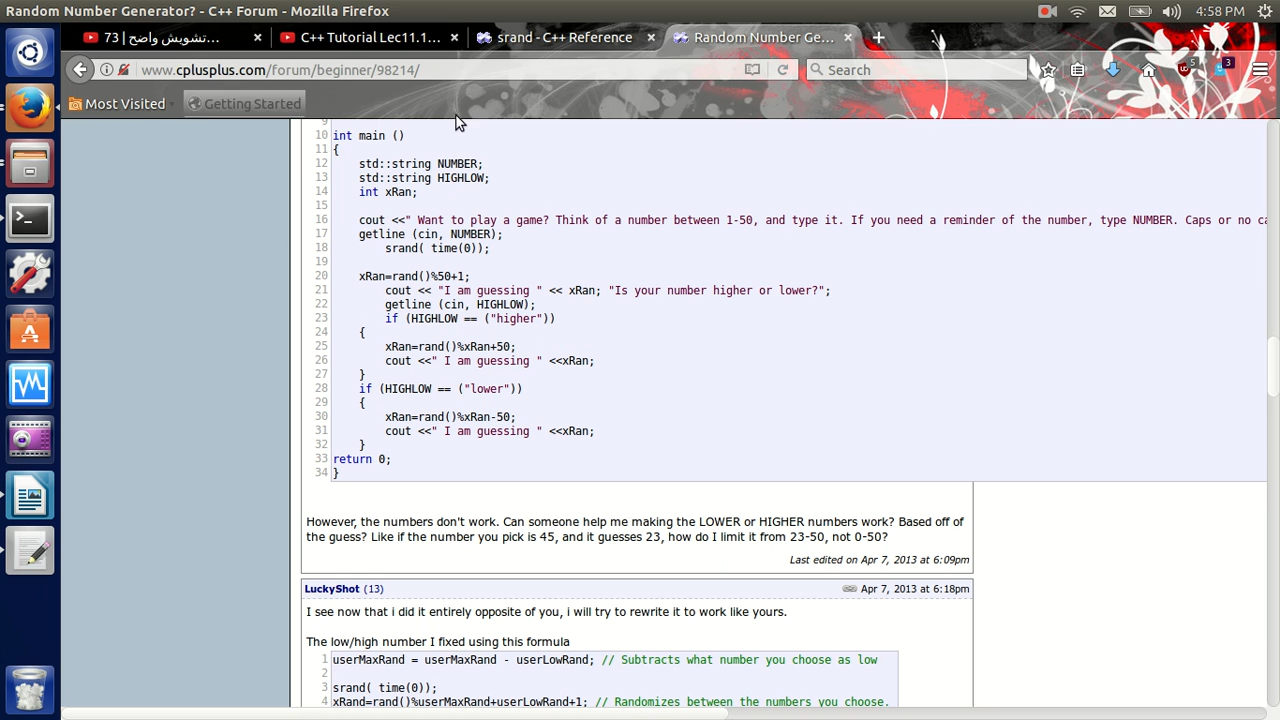 Random Number Generator? - C++ Forum - Mozilla Firefox
4:58 PM
73 | تشويش واضح...
C++ Tutorial Lec11.1...
srand - C++ Reference
Random Number Ge...
www.cplusplus.com/forum/beginner/98214/
Search
5
3
Most Visited
Getting Started
9
10 int main ()
11 {
12 std::string NUMBER;
13 std::string HIGHLOW;
14 int xRan;
15
16 cout <<" Want to play a game? Think of a number between 1-50, and type it. If you need a reminder of the number, type NUMBER. Caps or no ca
17 getline (cin, NUMBER);
18 srand( time(0));
19
20 xRan=rand()%50+1;
21 cout << "I am guessing " << xRan; "Is your number higher or lower?";
22 getline (cin, HIGHLOW);
23 if (HIGHLOW == ("higher"))
24 {
25 xRan=rand()%xRan+50;
26 cout <<" I am guessing " <<xRan;
27 }
28 if (HIGHLOW == ("lower"))
29 {
30 xRan=rand()%xRan-50;
31 cout <<" I am guessing " <<xRan;
32 }
33 return 0;
34 }
However, the numbers don't work. Can someone help me making the LOWER or HIGHER numbers work? Based off of
the guess? Like if the number you pick is 45, and it guesses 23, how do I limit it from 23-50, not 0-50?
Last edited on Apr 7, 2013 at 6:09pm
LuckyShot (13)
Apr 7, 2013 at 6:18pm
I see now that i did it entirely opposite of you, i will try to rewrite it to work like yours.
The low/high number I fixed using this formula
1 userMaxRand = userMaxRand - userLowRand; // Subtracts what number you choose as low
2
3 srand( time(0));
4 xRand=rand()%userMaxRand+userLowRand+1; // Randomizes between the numbers you choose.